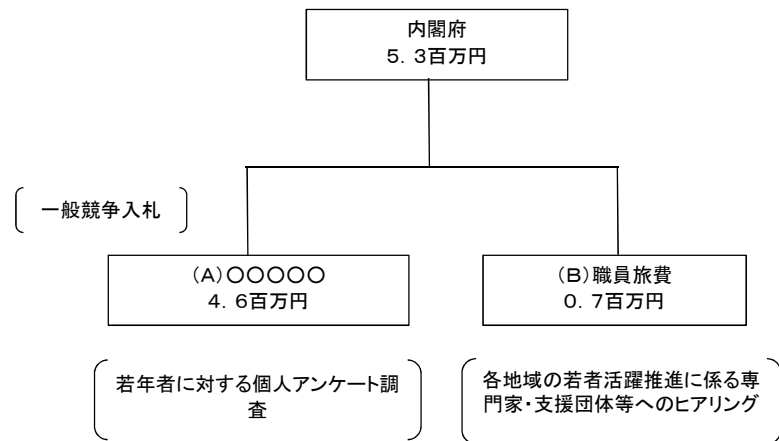 内閣府
５．３百万円
一般競争入札
（Ａ）〇〇〇〇〇
４．６百万円
（Ｂ）職員旅費
０．７百万円
若年者に対する個人アンケート調
査
各地域の若者活躍推進に係る専
門家・支援団体等へのヒアリング